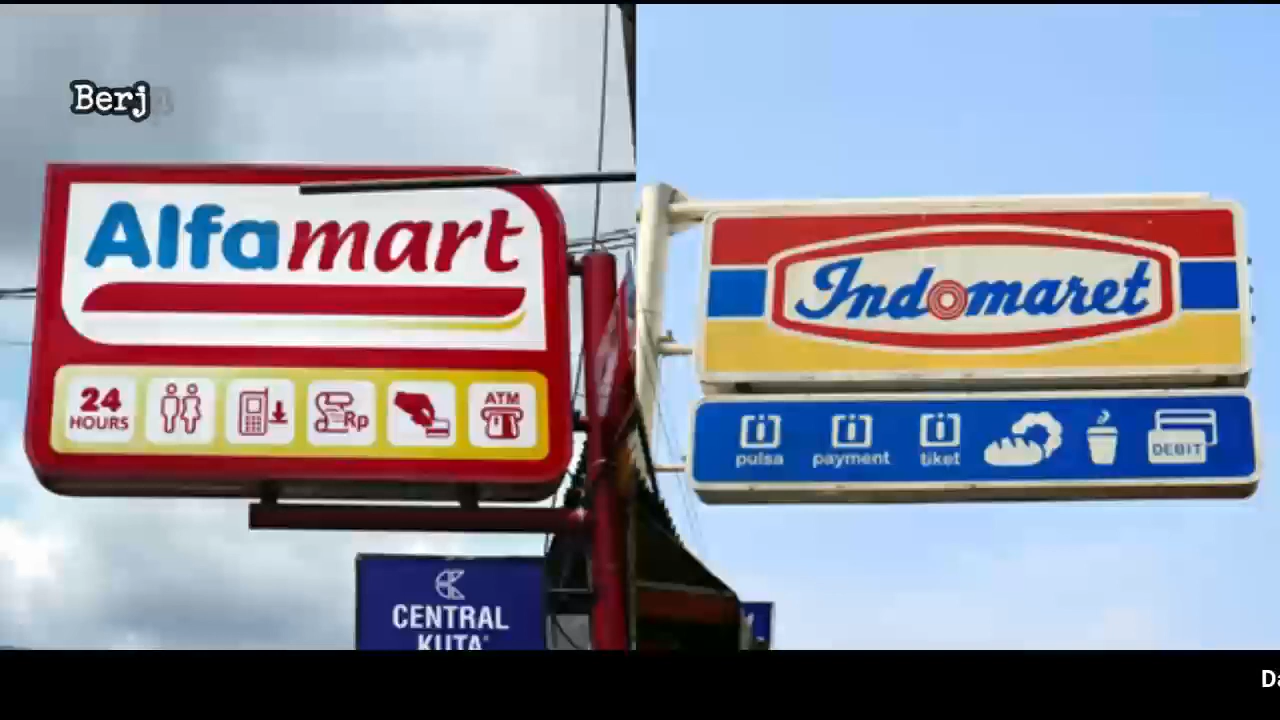 Berj
Alfamart
24
HOURS
Rp
ATM
CENTRAL
KUTA
Indomaret
pulsa
payment
tiket
DEBIT
Da